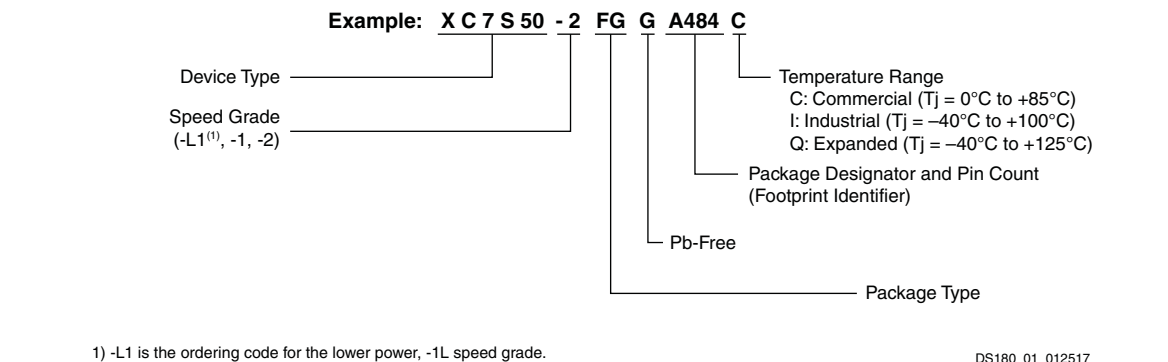 Example: X C 7 S 50 - 2 FG G A484 C
Device Type
Temperature Range
C: Commercial (Tj = 0°C to +85°C)
Speed Grade
(-L1(1), -1, -2)
I: Industrial (Tj = –40°C to +100°C)
Q: Expanded (Tj = –40°C to +125°C)
Package Designator and Pin Count
(Footprint Identifier)
Pb-Free
Package Type
1) -L1 is the ordering code for the lower power, -1L speed grade.
DS180_01_012517